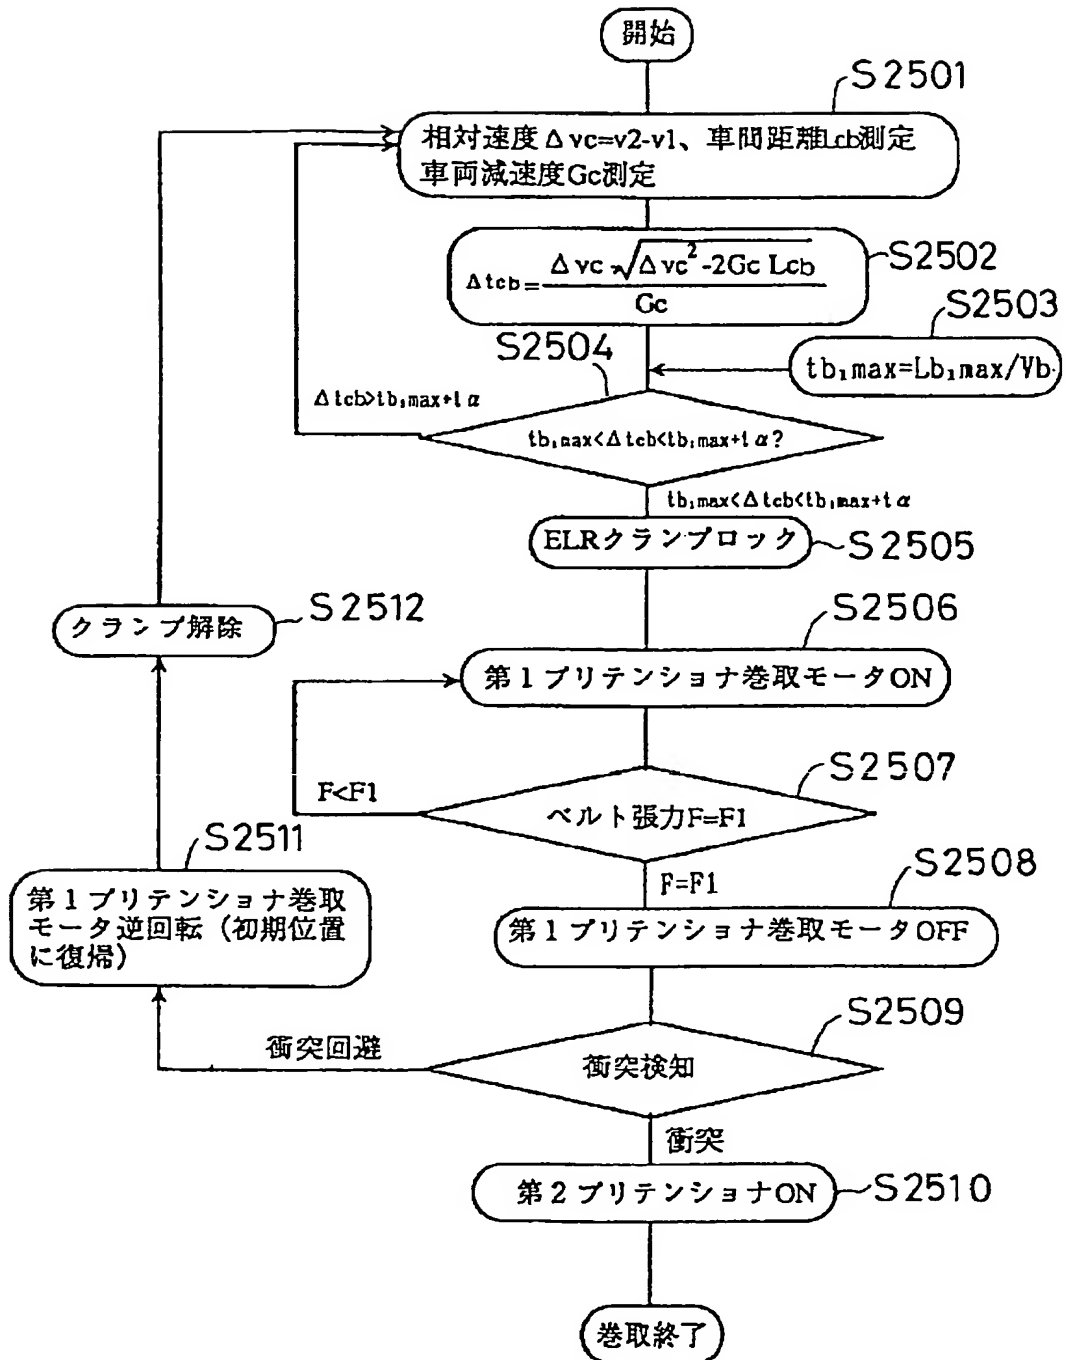 開始
S2501
相対速度Δvc=v2-v1、車間距離Lcb測定
車両減速度Gc測定
S2502
Δtcb=(Δvc-√(Δvc²-2Gc Lcb))/Gc
S2503
tb₁max=Lb₁max/Vb
S2504
Δtcb>tb₁max+tα
tb₁max<Δtcb<tb₁max+tα?
tb₁max<Δtcb<tb₁max+tα
ELRクランプロック
S2505
S2506
第1プリテンショナ巻取モータON
S2512
クランプ解除
S2507
F<F1
ベルト張力F=F1
F=F1
S2508
第1プリテンショナ巻取モータOFF
S2511
第1プリテンショナ巻取
モータ逆回転（初期位置
に復帰）
S2509
衝突回避
衝突検知
衝突
第2プリテンショナON
S2510
巻取終了